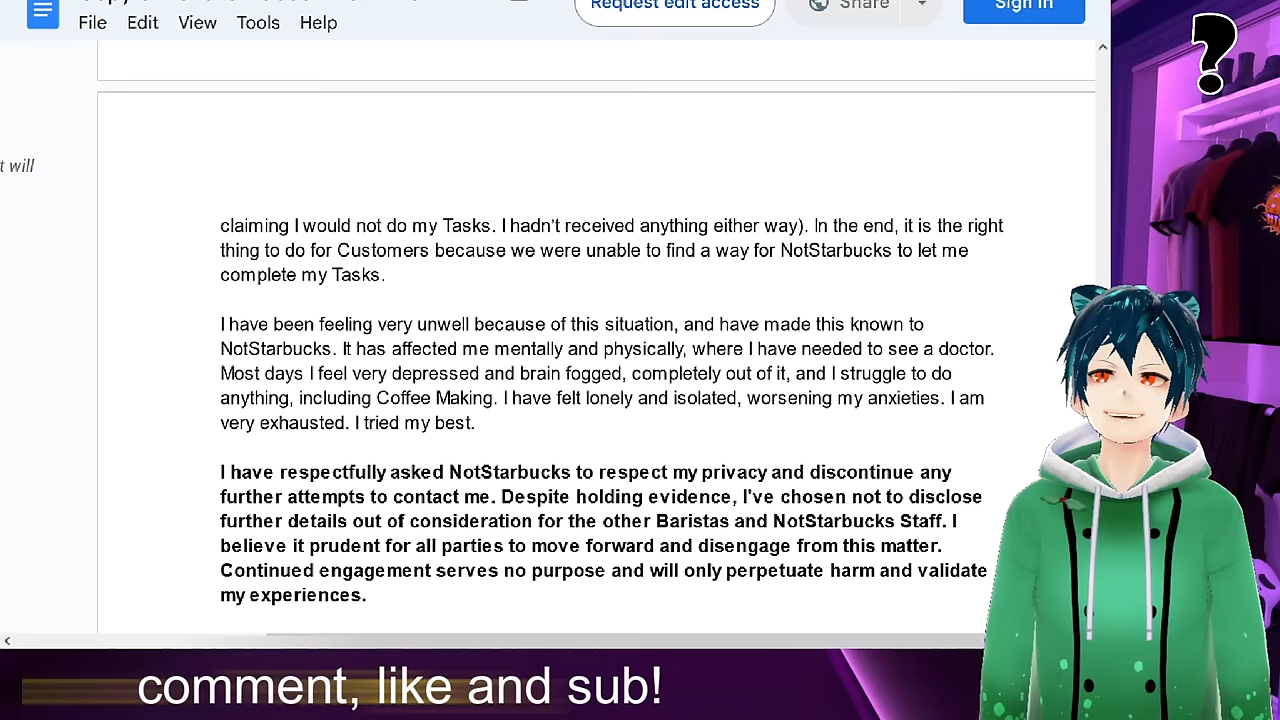 Request edit access
Share
Sign in
File Edit View Tools Help
?
t will
claiming I would not do my Tasks. I hadn't received anything either way). In the end, it is the right
thing to do for Customers because we were unable to find a way for NotStarbucks to let me
complete my Tasks.
I have been feeling very unwell because of this situation, and have made this known to
NotStarbucks. It has affected me mentally and physically, where I have needed to see a doctor.
Most days I feel very depressed and brain fogged, completely out of it, and I struggle to do
anything, including Coffee Making. I have felt lonely and isolated, worsening my anxieties. I am
very exhausted. I tried my best.
I have respectfully asked NotStarbucks to respect my privacy and discontinue any
further attempts to contact me. Despite holding evidence, I've chosen not to disclose
further details out of consideration for the other Baristas and NotStarbucks Staff. I
believe it prudent for all parties to move forward and disengage from this matter.
Continued engagement serves no purpose and will only perpetuate harm and validate
my experiences.
comment, like and sub!